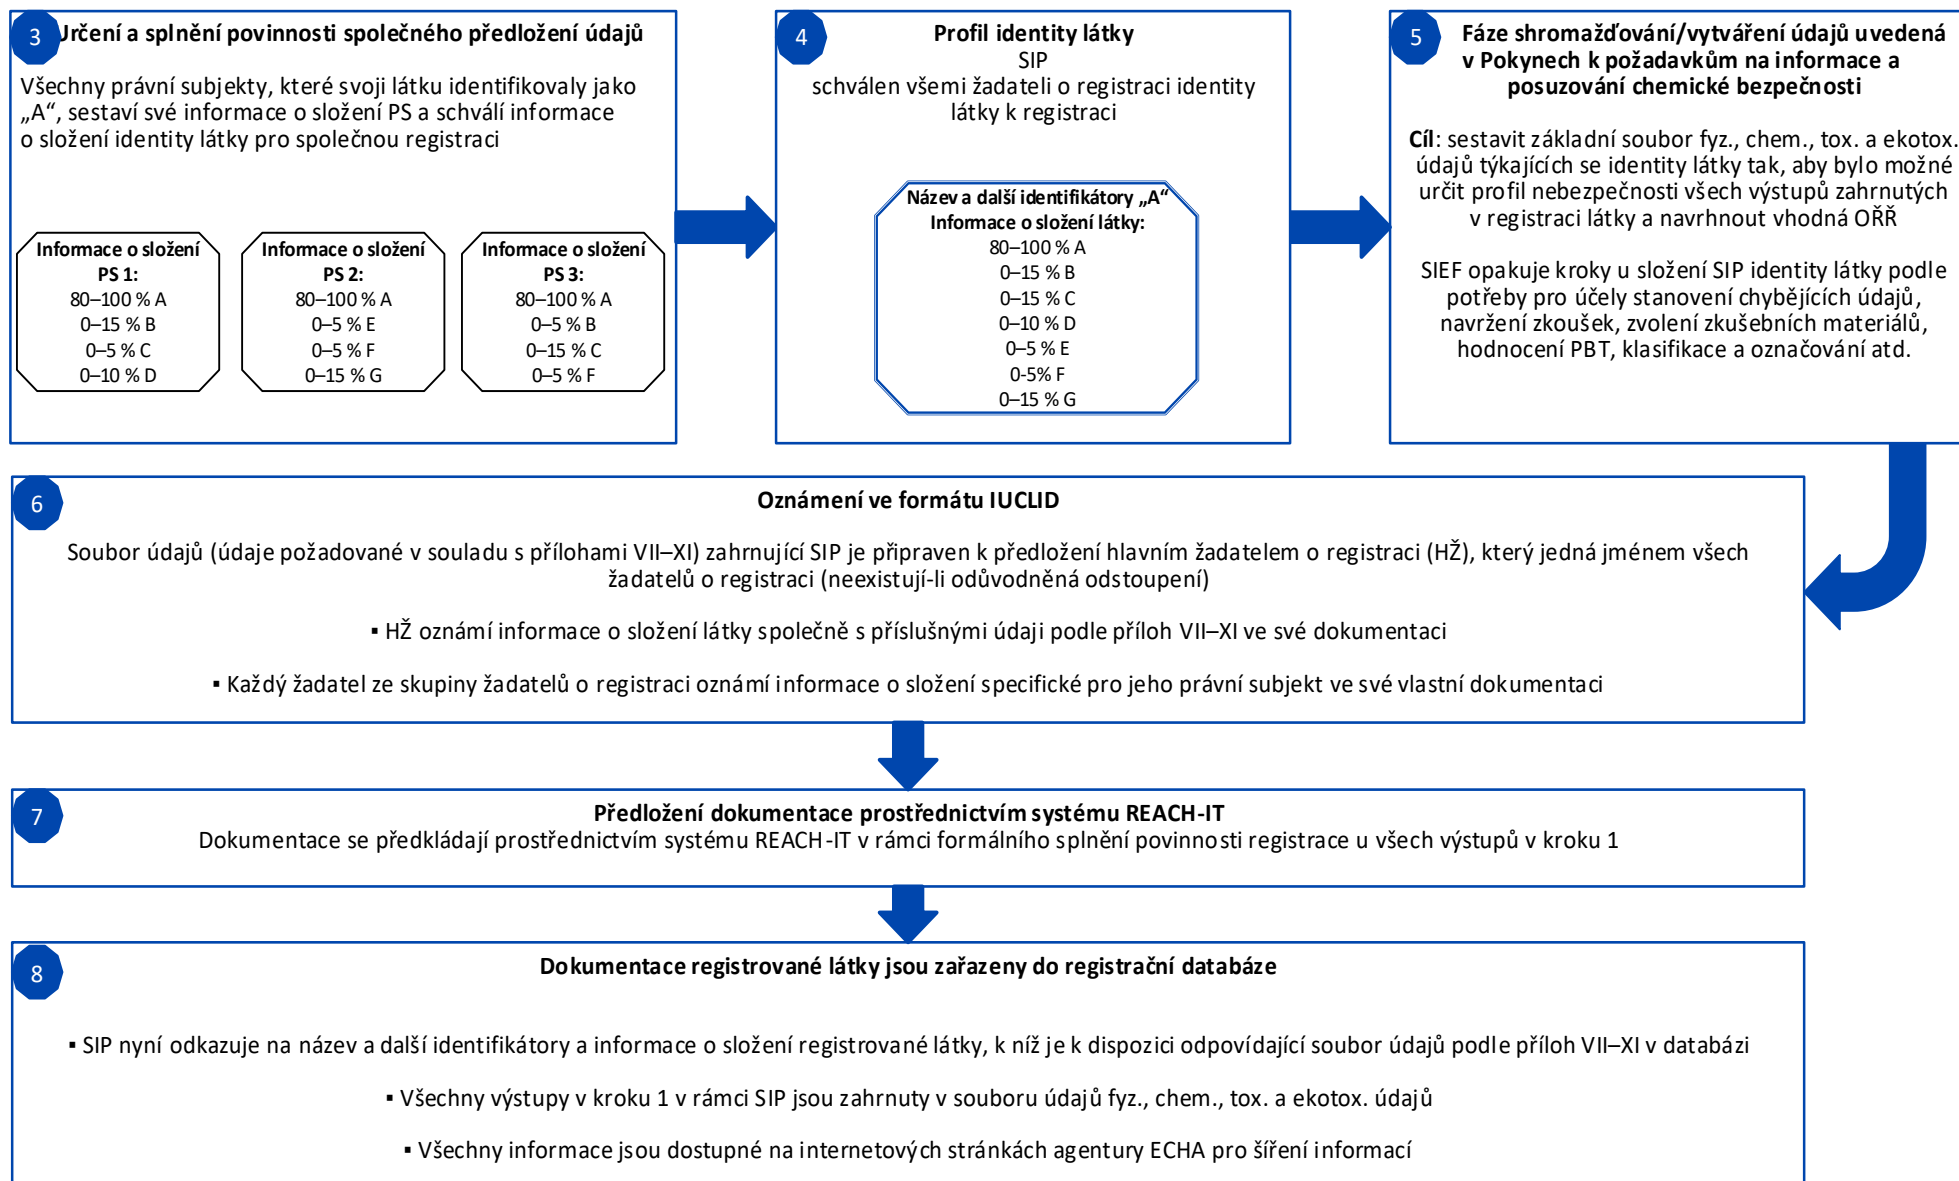 3
Určení a splnění povinnosti společného předložení údajů
Všechny právní subjekty, které svoji látku identifikovaly jako
„A“, sestaví své informace o složení PS a schválí informace
o složení identity látky pro společnou registraci
Informace o složení
PS 1:
80–100 % A
0–15 % B
0–5 % C
0–10 % D
Informace o složení
PS 2:
80–100 % A
0–5 % E
0–5 % F
0–15 % G
Informace o složení
PS 3:
80–100 % A
0–5 % B
0–15 % C
0–5 % F
4
Profil identity látky
SIP
schválen všemi žadateli o registraci identity
látky k registraci
Název a další identifikátory „A“
Informace o složení látky:
80–100 % A
0–15 % B
0–15 % C
0–10 % D
0–5 % E
0-5% F
0–15 % G
5
Fáze shromažďování/vytváření údajů uvedená
v Pokynech k požadavkům na informace a
posuzování chemické bezpečnosti
Cíl: sestavit základní soubor fyz., chem., tox. a ekotox.
údajů týkajících se identity látky tak, aby bylo možné
určit profil nebezpečnosti všech výstupů zahrnutých
v registraci látky a navrhnout vhodná OŘŘ
SIEF opakuje kroky u složení SIP identity látky podle
potřeby pro účely stanovení chybějících údajů,
navržení zkoušek, zvolení zkušebních materiálů,
hodnocení PBT, klasifikace a označování atd.
6
Oznámení ve formátu IUCLID
Soubor údajů (údaje požadované v souladu s přílohami VII–XI) zahrnující SIP je připraven k předložení hlavním žadatelem o registraci (HŽ), který jedná jménem všech
žadatelů o registraci (neexistují-li odůvodněná odstoupení)
▪ HŽ oznámí informace o složení látky společně s příslušnými údaji podle příloh VII–XI ve své dokumentaci
▪ Každý žadatel ze skupiny žadatelů o registraci oznámí informace o složení specifické pro jeho právní subjekt ve své vlastní dokumentaci
7
Předložení dokumentace prostřednictvím systému REACH-IT
Dokumentace se předkládají prostřednictvím systému REACH-IT v rámci formálního splnění povinnosti registrace u všech výstupů v kroku 1
8
Dokumentace registrované látky jsou zařazeny do registrační databáze
▪ SIP nyní odkazuje na název a další identifikátory a informace o složení registrované látky, k níž je k dispozici odpovídající soubor údajů podle příloh VII–XI v databázi
▪ Všechny výstupy v kroku 1 v rámci SIP jsou zahrnuty v souboru údajů fyz., chem., tox. a ekotox. údajů
▪ Všechny informace jsou dostupné na internetových stránkách agentury ECHA pro šíření informací